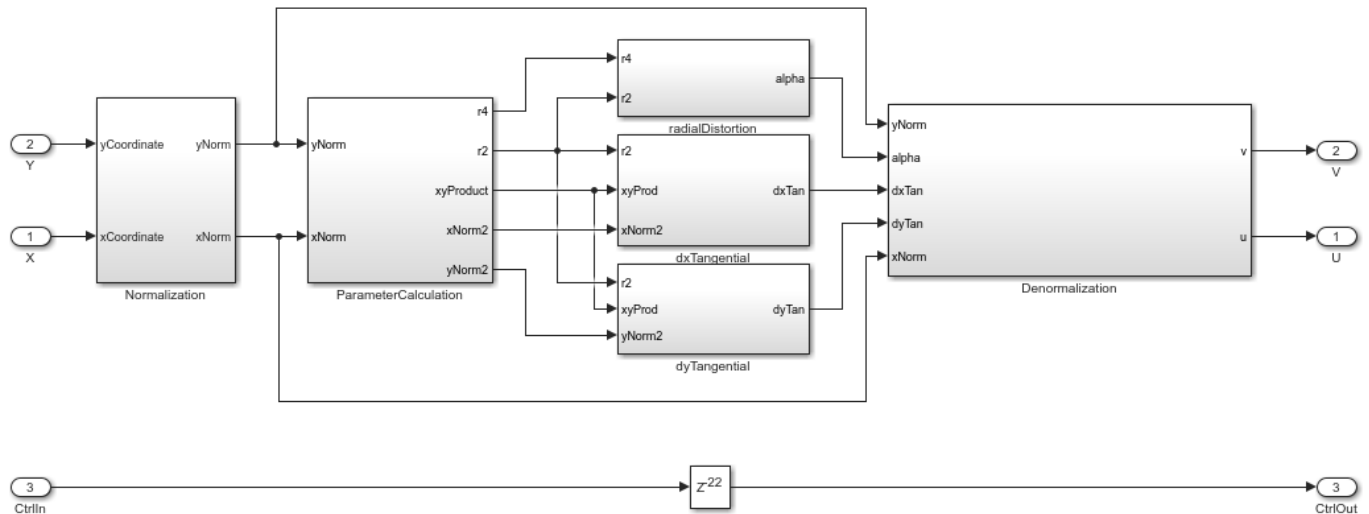 2
Y
1
X
yCoordinate yNorm
xCoordinate xNorm
Normalization
yNorm
xNorm
r4
r2
xyProduct
xNorm2
yNorm2
ParameterCalculation
r4
r2
alpha
radialDistortion
r2
xyProd
xNorm2
dxTan
dxTangential
r2
xyProd
yNorm2
dyTan
dyTangential
yNorm
alpha
dxTan
dyTan
xNorm
v
u
Denormalization
2
V
1
U
3
CtrlIn
Z-22
3
CtrlOut